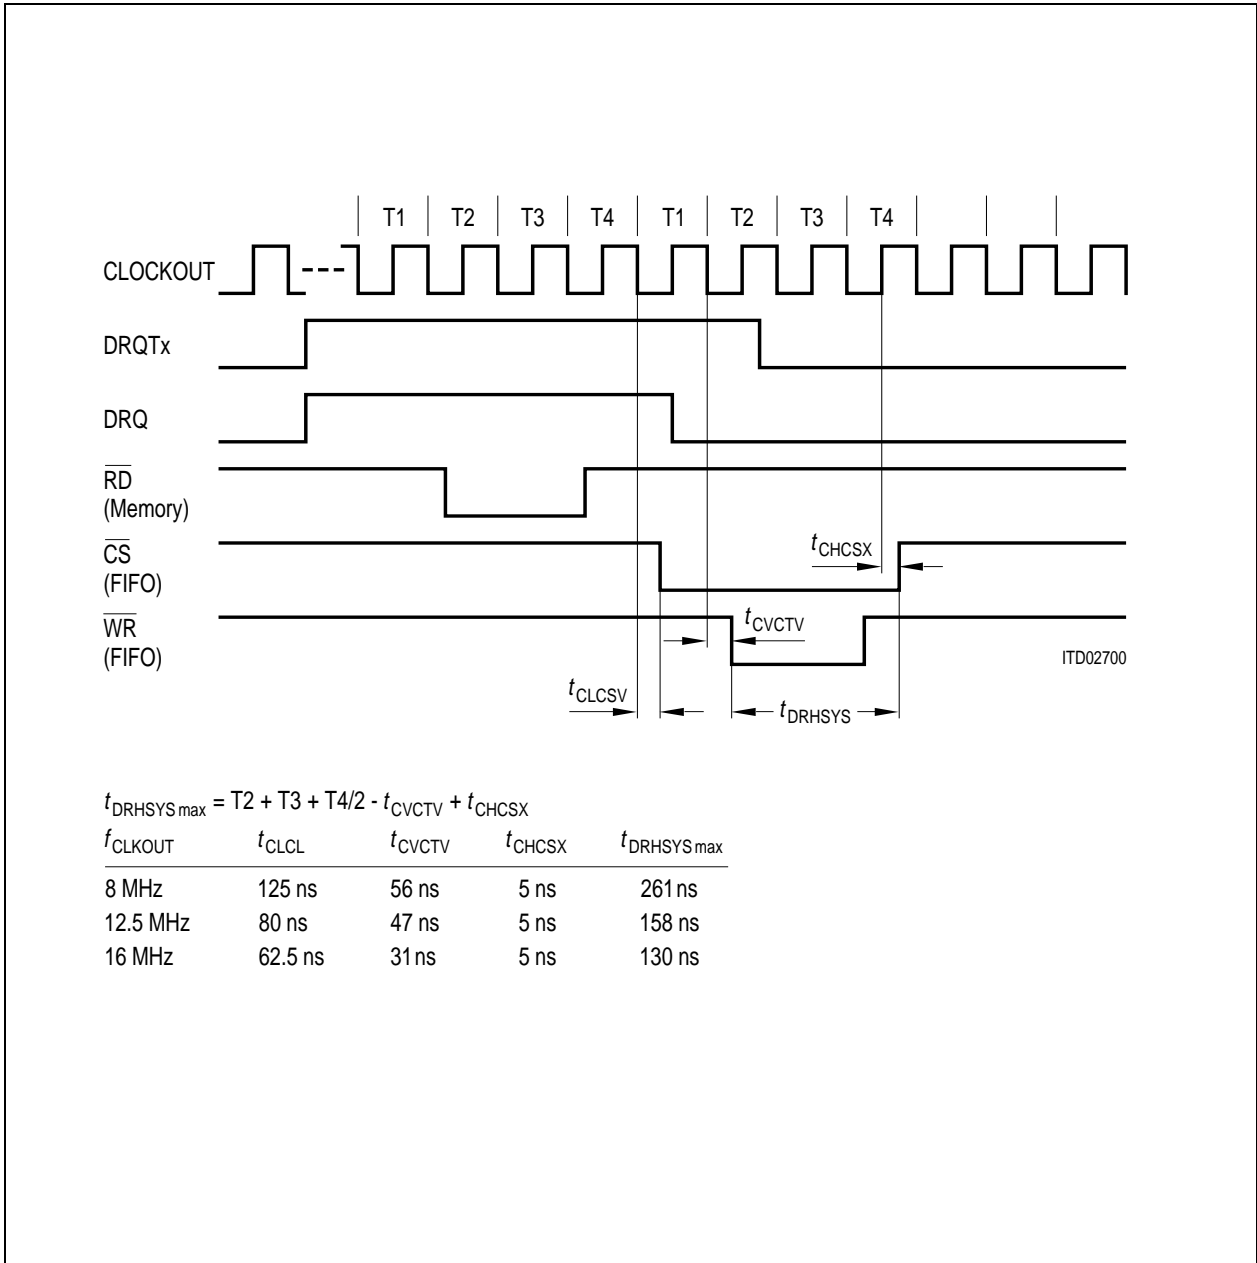 T1 T2 T3 T4 T1 T2 T3 T4
CLOCKOUT
DRQTx
DRQ
RD
(Memory)
CS
(FIFO)
tCHCSX
WR
(FIFO)
tCVCTV
ITD02700
tCLCSV
tDRHSYS
tDRHSYS max = T2 + T3 + T4/2 - tCVCTV + tCHCSX
fCLKOUT tCLCL tCVCTV tCHCSX tDRHSYS max
8 MHz 125 ns 56 ns 5 ns 261 ns
12.5 MHz 80 ns 47 ns 5 ns 158 ns
16 MHz 62.5 ns 31 ns 5 ns 130 ns